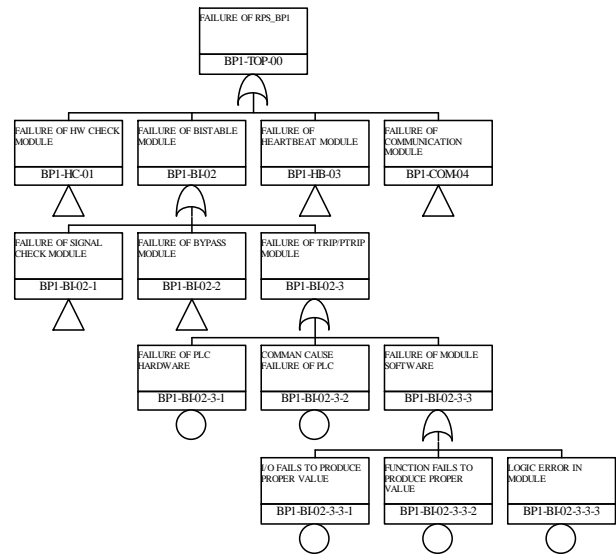 FAILURE OF RPS_BP1
BP1-TOP-00
FAILURE OF HW CHECK
MODULE
BP1-HC-01
FAILURE OF BISTABLE
MODULE
BP1-BI-02
FAILURE OF
HEARTBEAT MODULE
BP1-HB-03
FAILURE OF
COMMUNICATION
MODULE
BP1-COM-04
FAILURE OF SIGNAL
CHECK MODULE
BP1-BI-02-1
FAILURE OF BYPASS
MODULE
BP1-BI-02-2
FAILURE OF TRIP/PTRIP
MODULE
BP1-BI-02-3
FAILURE OF PLC
HARDWARE
BP1-BI-02-3-1
COMMAN CAUSE
FAILURE OF PLC
BP1-BI-02-3-2
FAILURE OF MODULE
SOFTWARE
BP1-BI-02-3-3
I/O FAILS TO PRODUCE
PROPER VALUE
BP1-BI-02-3-3-1
FUNCTION FAILS TO
PRODUCE PROPER
VALUE
BP1-BI-02-3-3-2
LOGIC ERROR IN
MODULE
BP1-BI-02-3-3-3